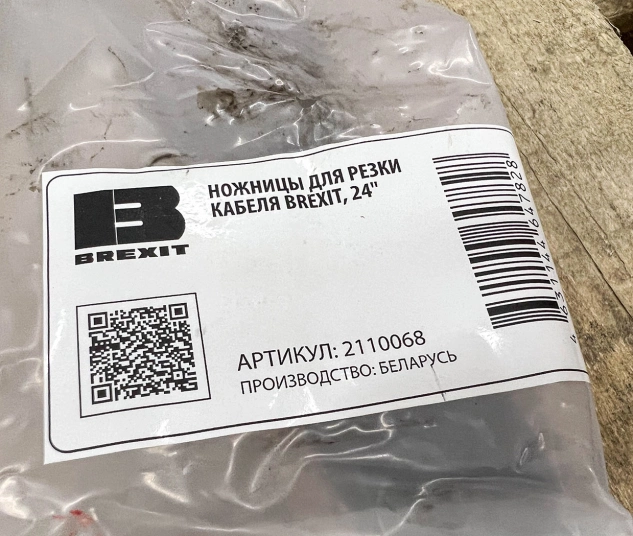 BREXIT
НОЖНИЦЫ ДЛЯ РЕЗКИ
КАБЕЛЯ BREXIT, 24"
АРТИКУЛ: 2110068
ПРОИЗВОДСТВО: БЕЛАРУСЬ